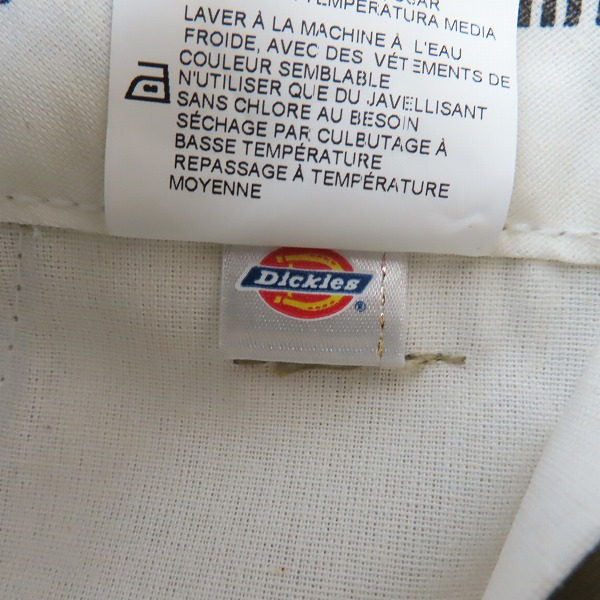 TEMPERATURA MEDIA
LAVER À LA MACHINE À L'EAU
FROIDE, AVEC DES VÉTEMENTS DE
COULEUR SEMBLABLE
N'UTILISER QUE DU JAVELLISANT
SANS CHLORE AU BESOIN
SÉCHAGE PAR CULBUTAGE À
BASSE TEMPÉRATURE
REPASSAGE À TEMPÉRATURE
MOYENNE
Dickies
®